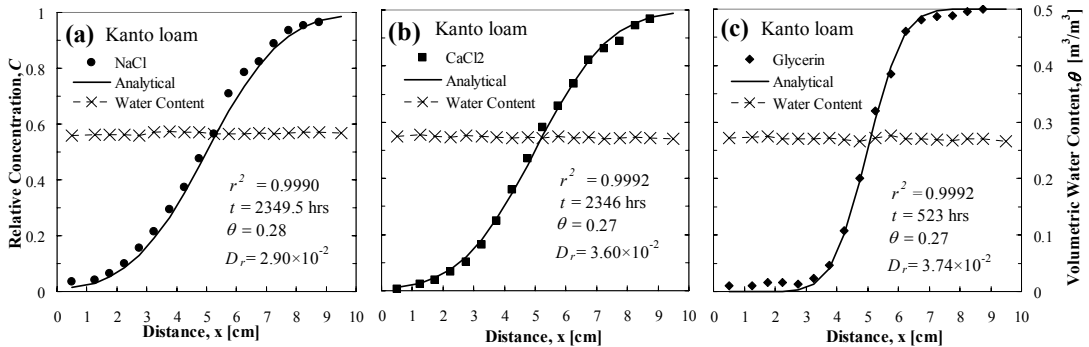 Relative Concentration, C
1
0.8
0.6
0.4
0.2
0
(a) Kanto loam
NaCl
Analytical
Water Content
r² = 0.9990
t = 2349.5 hrs
θ = 0.28
Dr = 2.90×10⁻²
0 1 2 3 4 5 6 7 8 9 10
Distance, x [cm]
(b) Kanto loam
CaCl2
Analytical
Water Content
r² = 0.9992
t = 2346 hrs
θ = 0.27
Dr = 3.60×10⁻²
0 1 2 3 4 5 6 7 8 9 10
Distance, x [cm]
(c) Kanto loam
Glycerin
Analytical
Water Content
r² = 0.9992
t = 523 hrs
θ = 0.27
Dr = 3.74×10⁻²
0 1 2 3 4 5 6 7 8 9 10
Distance, x [cm]
0.5
0.4
0.3
0.2
0.1
0
Volumetric Water Content, θ [m³/m³]